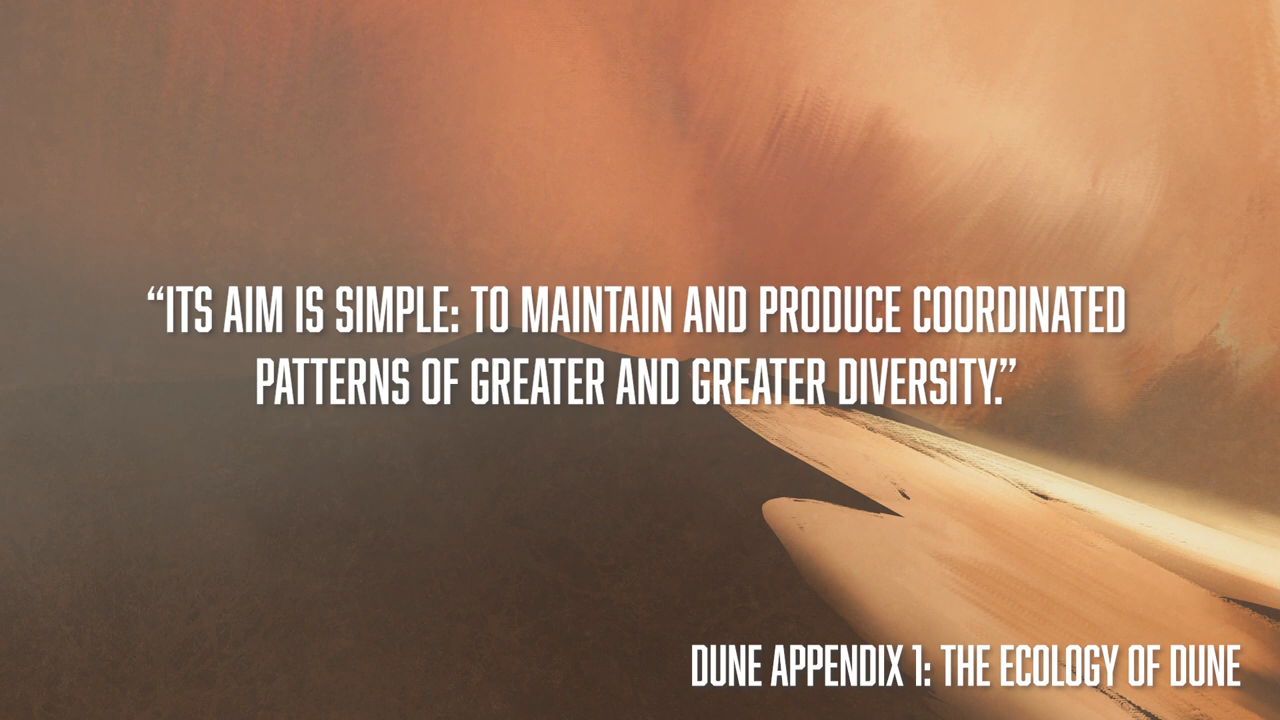 “ITS AIM IS SIMPLE: TO MAINTAIN AND PRODUCE COORDINATED
PATTERNS OF GREATER AND GREATER DIVERSITY.”
DUNE APPENDIX 1: THE ECOLOGY OF DUNE